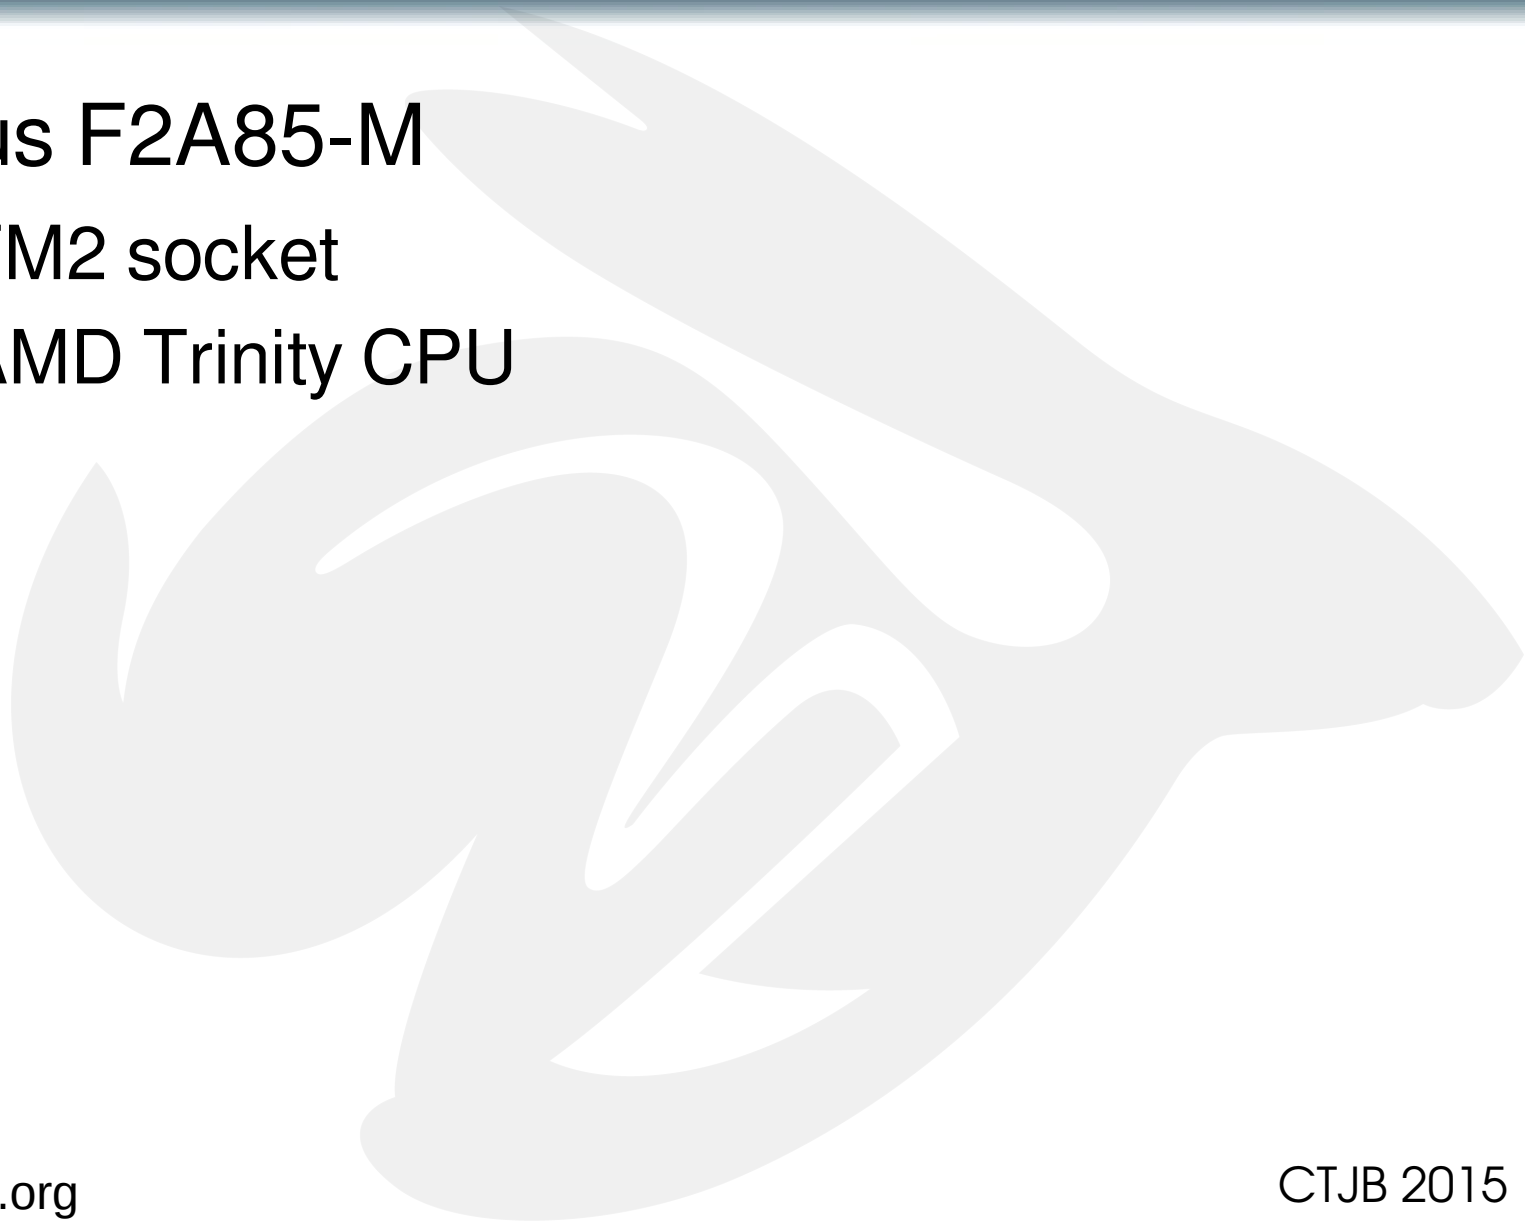 us F2A85-M
M2 socket
AMD Trinity CPU
.org
CTJB 2015